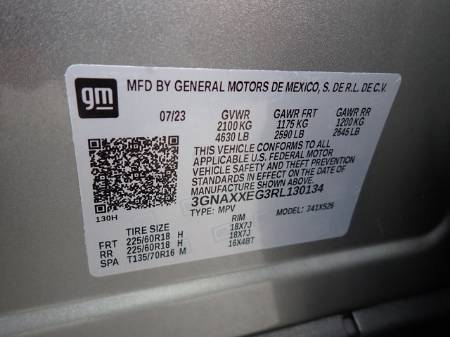 gm MFD BY GENERAL MOTORS DE MEXICO, S. DE R.L. DE C.V.
07/23 GVWR GAWR FRT GAWR RR
2100 KG 1175 KG 1200 KG
4630 LB 2590 LB 2645 LB
THIS VEHICLE CONFORMS TO ALL
APPLICABLE U.S. FEDERAL MOTOR
VEHICLE SAFETY AND THEFT PREVENTION
STANDARDS IN EFFECT ON THE DATE OF
MANUFACTURE SHOWN ABOVE.
3GNAXXEG3RL130134
130H TYPE: MPV MODEL: 241XS26
TIRE SIZE RIM
FRT 225/60R18 H 18X7J
RR 225/60R18 H 18X7J
SPA T135/70R16 M 16X4BT